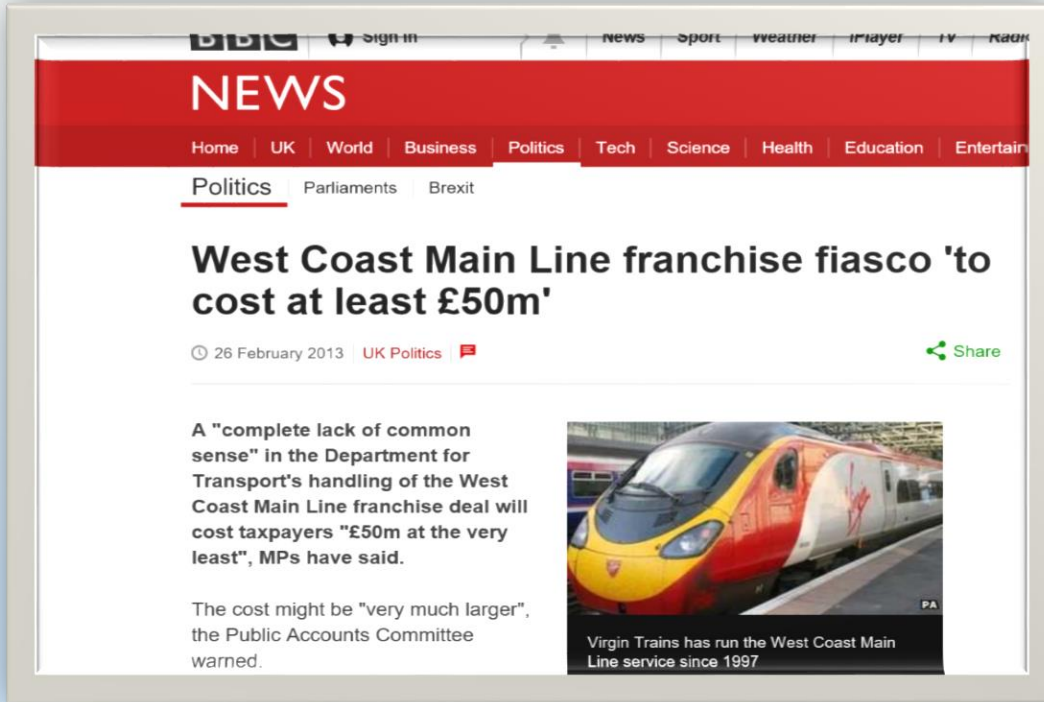 BBC Sign in News Sport Weather iPlayer TV
NEWS
Home UK World Business Politics Tech Science Health Education Entertain
Politics Parliaments Brexit
West Coast Main Line franchise fiasco 'to
cost at least £50m'
26 February 2013 UK Politics
Share
A "complete lack of common
sense" in the Department for
Transport's handling of the West
Coast Main Line franchise deal will
cost taxpayers "£50m at the very
least", MPs have said.
The cost might be "very much larger",
the Public Accounts Committee
warned.
Virgin
PA
Virgin Trains has run the West Coast Main
Line service since 1997